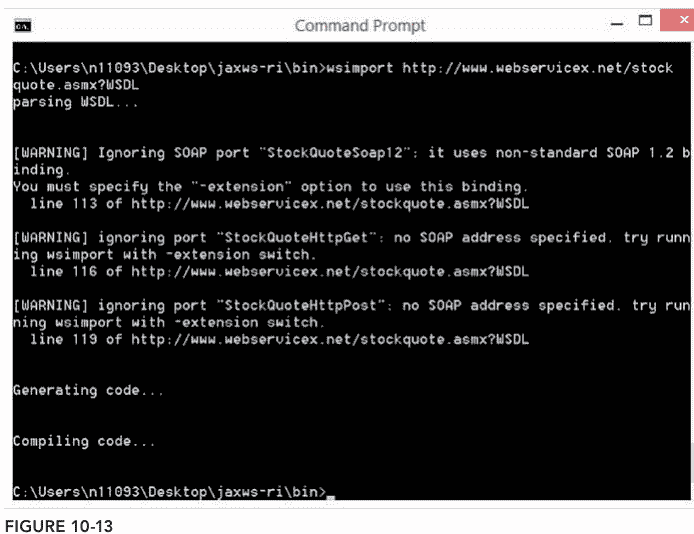 Command Prompt
C:\Users\n11093\Desktop\jaxws-ri\bin>wsimport http://www.webservicex.net/stock
quote.asmx?WSDL
parsing WSDL...
[WARNING] Ignoring SOAP port "StockQuoteSoap12": it uses non-standard SOAP 1.2 b
inding.
You must specify the "-extension" option to use this binding.
line 113 of http://www.webservicex.net/stockquote.asmx?WSDL
[WARNING] ignoring port "StockQuoteHttpGet": no SOAP address specified. try runn
ing wsimport with -extension switch.
line 116 of http://www.webservicex.net/stockquote.asmx?WSDL
[WARNING] ignoring port "StockQuoteHttpPost": no SOAP address specified. try run
ning wsimport with -extension switch.
line 119 of http://www.webservicex.net/stockquote.asmx?WSDL
Generating code...
Compiling code...
C:\Users\n11093\Desktop\jaxws-ri\bin>_
FIGURE 10-13